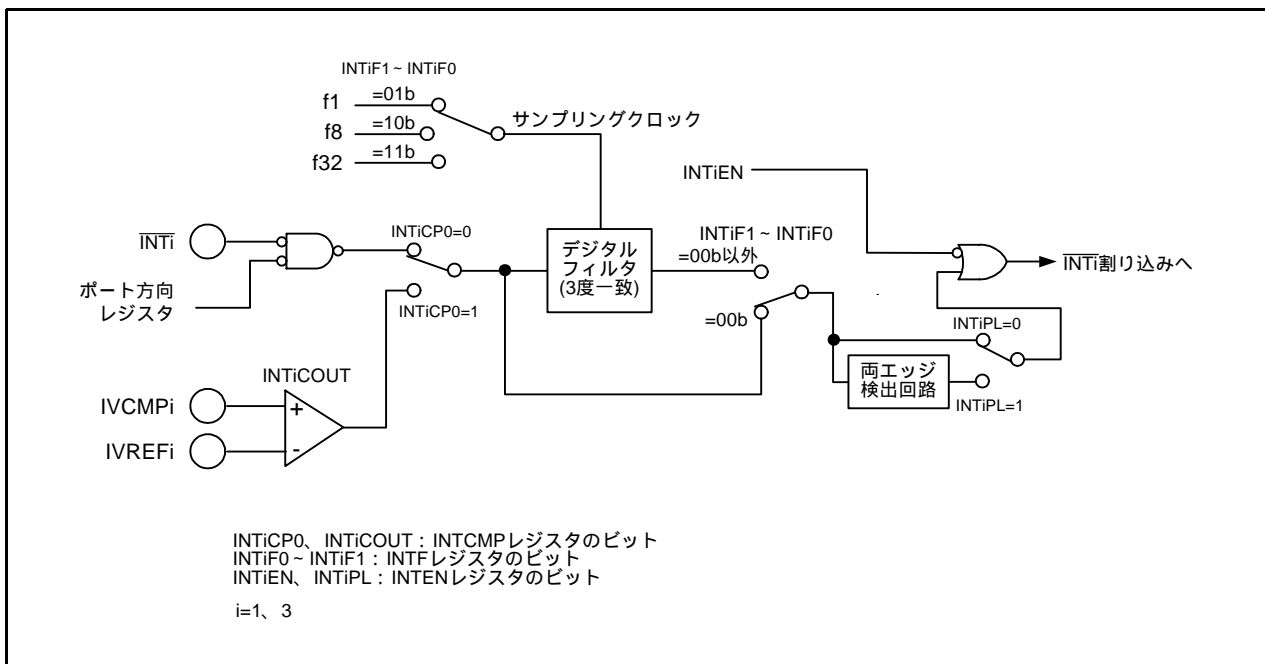 INTiF1～INTiF0
f1
=01b
f8
=10b
f32
=11b
サンプリングクロック
INTiEN
INTi
INTiCP0=0
デジタル
フィルタ
(3度一致)
INTiF1～INTiF0
=00b以外
INTi割り込みへ
ポート方向
レジスタ
INTiCP0=1
=00b
INTiPL=0
両エッジ
検出回路
INTiPL=1
INTiCOUT
IVCMPi
+
IVREFi
-
INTiCP0、INTiCOUT：INTCMPレジスタのビット
INTiF0～INTiF1：INTFレジスタのビット
INTiEN、INTiPL：INTENレジスタのビット
i=1、3